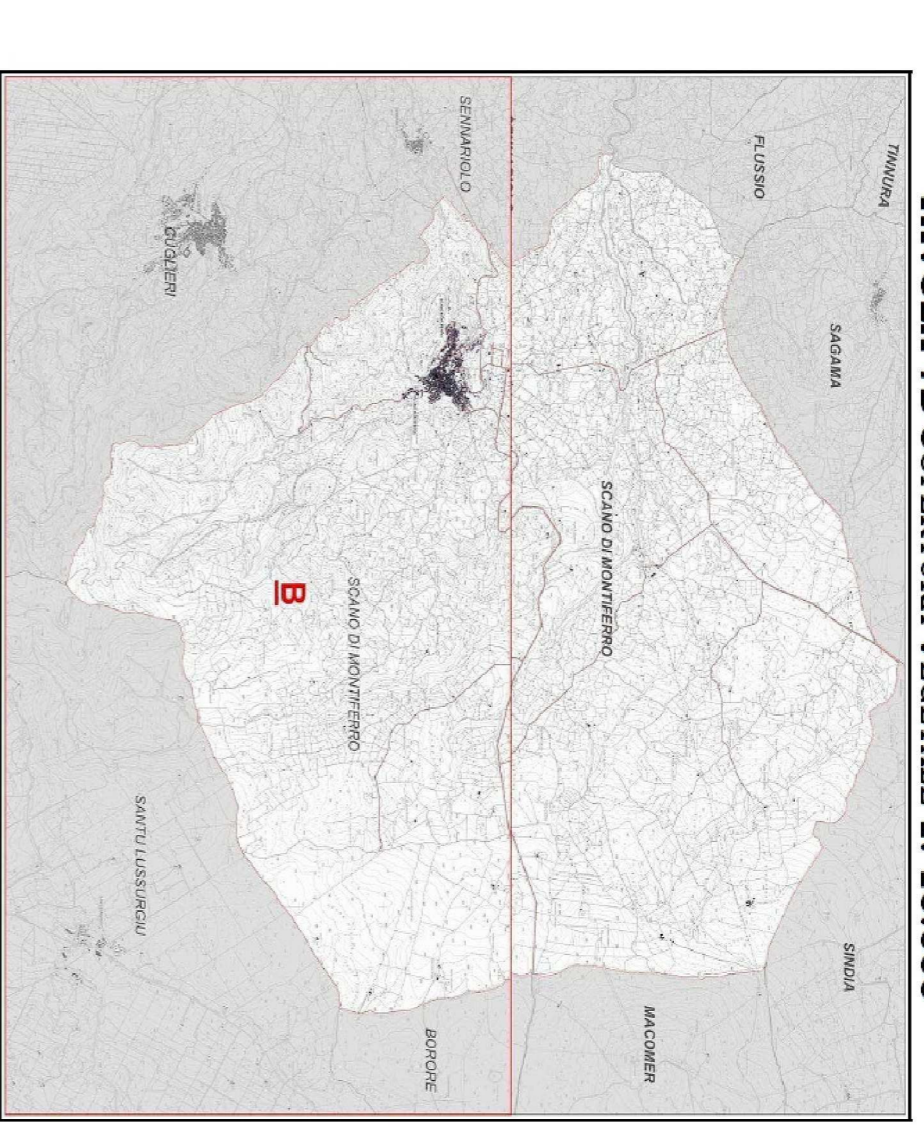 TINNURA
FLUSSIO
SENNARIOLO
CUGLIERI
SAGAMA
SCANO DI MONTIFERRO
SCANO DI MONTIFERRO
B
SINDIA
SANTU LUSSURGIU
MACOMER
BORORE